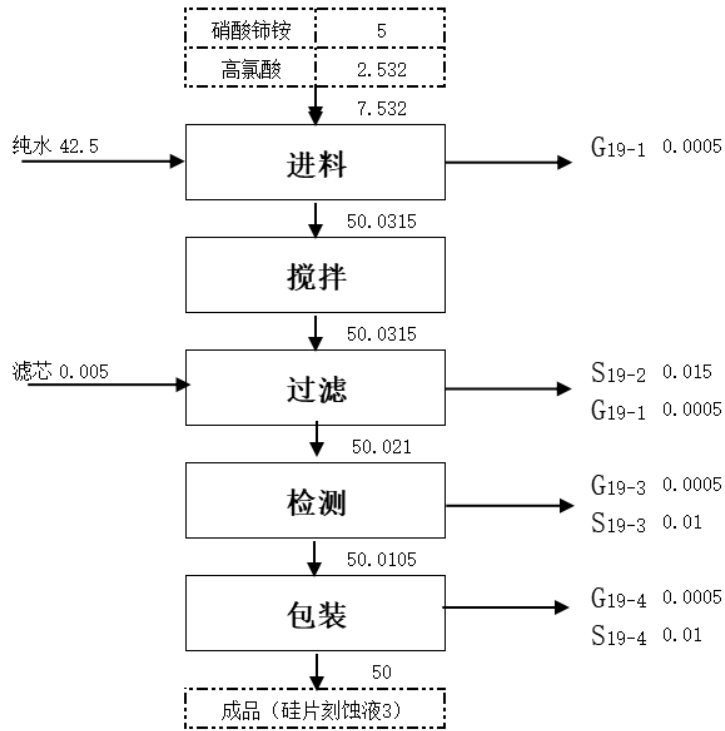 硝酸铈铵 5
高氯酸 2.532
7.532
纯水 42.5
进料
G19-1 0.0005
50.0315
搅拌
50.0315
滤芯 0.005
过滤
S19-2 0.015
G19-1 0.0005
50.021
检测
G19-3 0.0005
S19-3 0.01
50.0105
包装
G19-4 0.0005
S19-4 0.01
50
成品（硅片刻蚀液3）